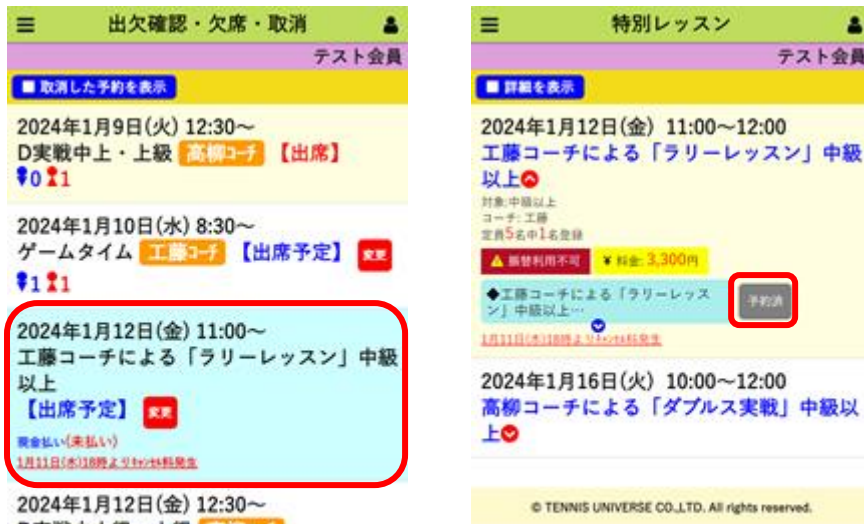 出欠確認・欠席・取消
テスト会員
取消した予約を表示
2024年1月9日(火) 12:30～
D実戦中上・上級 高柳ｺｰﾁ 【出席】
0 1
2024年1月10日(水) 8:30～
ゲームタイム 工藤ｺｰﾁ 【出席予定】 変更
1 1
2024年1月12日(金) 11:00～
工藤コーチによる「ラリーレッスン」中級
以上
【出席予定】 変更
現金払い(未払い)
1月11日(木)18時よりｷｬﾝｾﾙ料発生
2024年1月12日(金) 12:30～
特別レッスン
テスト会員
詳細を表示
2024年1月12日(金) 11:00～12:00
工藤コーチによる「ラリーレッスン」中級
以上
対象:中級以上
コーチ: 工藤
定員5名中1名登録
振替利用不可 ¥ 料金: 3,300円
◆工藤コーチによる「ラリーレッス
ン」中級以上… 予約済
1月11日(木)18時よりｷｬﾝｾﾙ料発生
2024年1月16日(火) 10:00～12:00
高柳コーチによる「ダブルス実戦」中級以
上
© TENNIS UNIVERSE CO.,LTD. All rights reserved.